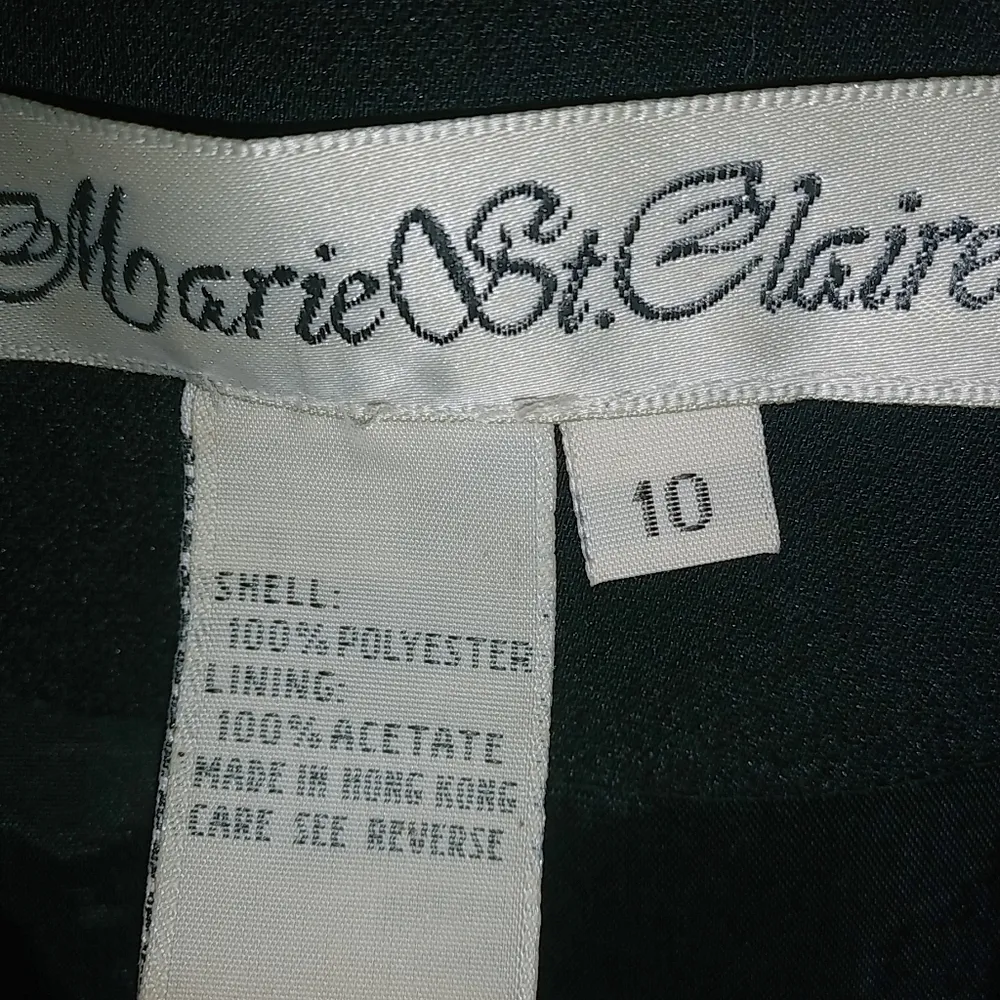 Marie St. Claire
10
SHELL:
100% POLYESTER
LINING:
100% ACETATE
MADE IN HONG KONG
CARE SEE REVERSE